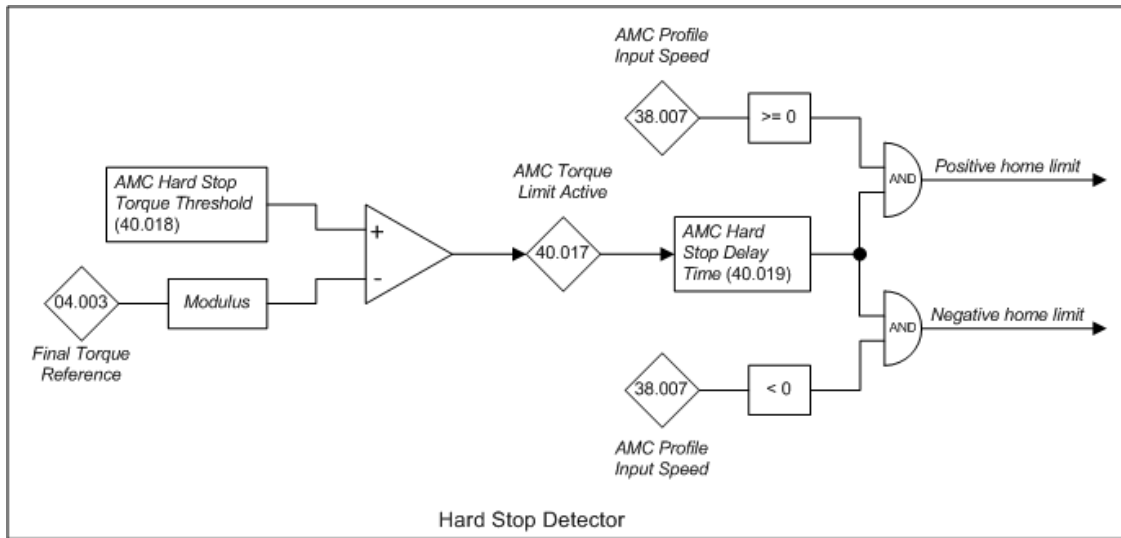 AMC Profile
Input Speed
38.007
>= 0
AMC Hard Stop
Torque Threshold
(40.018)
+
-
04.003
Modulus
Final Torque
Reference
AMC Torque
Limit Active
40.017
AMC Hard
Stop Delay
Time (40.019)
AND
Positive home limit
AND
Negative home limit
38.007
< 0
AMC Profile
Input Speed
Hard Stop Detector